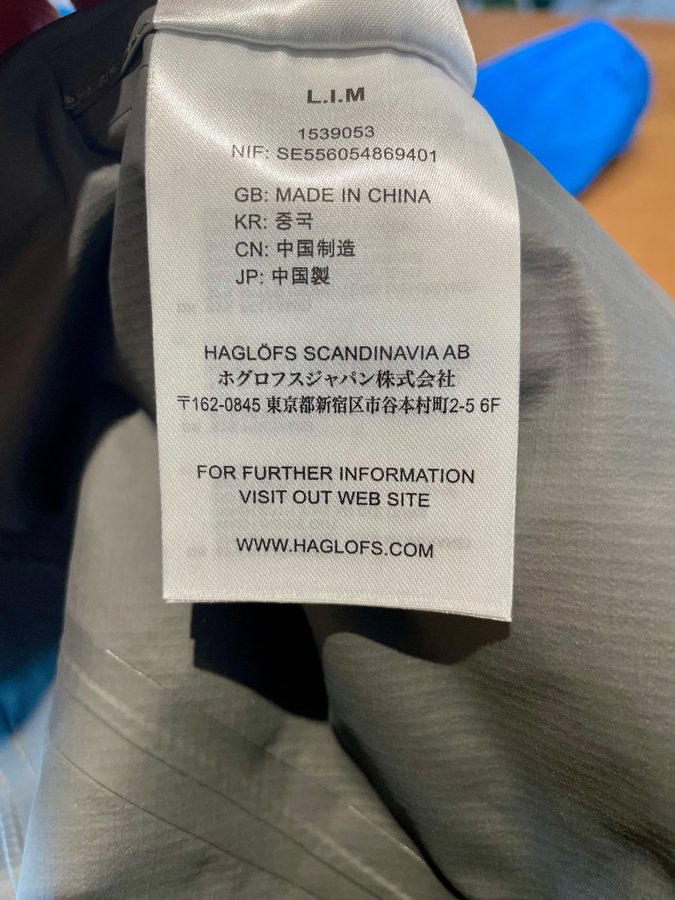 L.I.M
1539053
NIF: SE556054869401
GB: MADE IN CHINA
KR: 중국
CN: 中国制造
JP: 中国製
HAGLÖFS SCANDINAVIA AB
ホグロフスジャパン株式会社
〒162-0845 東京都新宿区市谷本村町2-5 6F
FOR FURTHER INFORMATION
VISIT OUT WEB SITE
WWW.HAGLOFS.COM